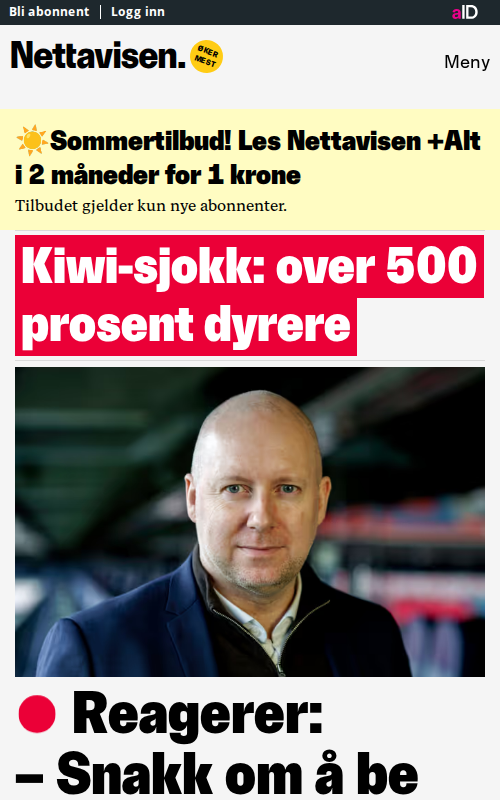 Bli abonnent | Logg inn
aID
Nettavisen.
ØKER
MEST
Meny
☀️Sommertilbud! Les Nettavisen +Alt
i 2 måneder for 1 krone
Tilbudet gjelder kun nye abonnenter.
Kiwi-sjokk: over 500
prosent dyrere
Reagerer:
– Snakk om å be